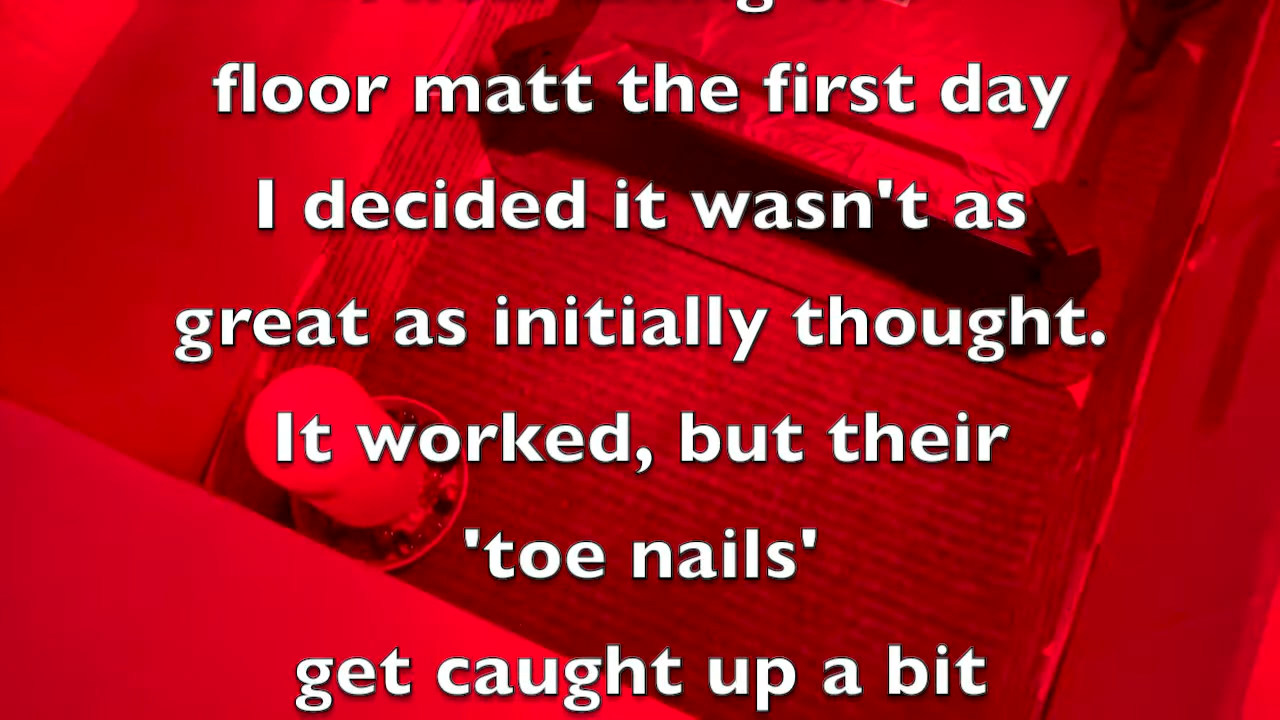 floor matt the first day
I decided it wasn't as
great as initially thought.
It worked, but their
'toe nails'
get caught up a bit